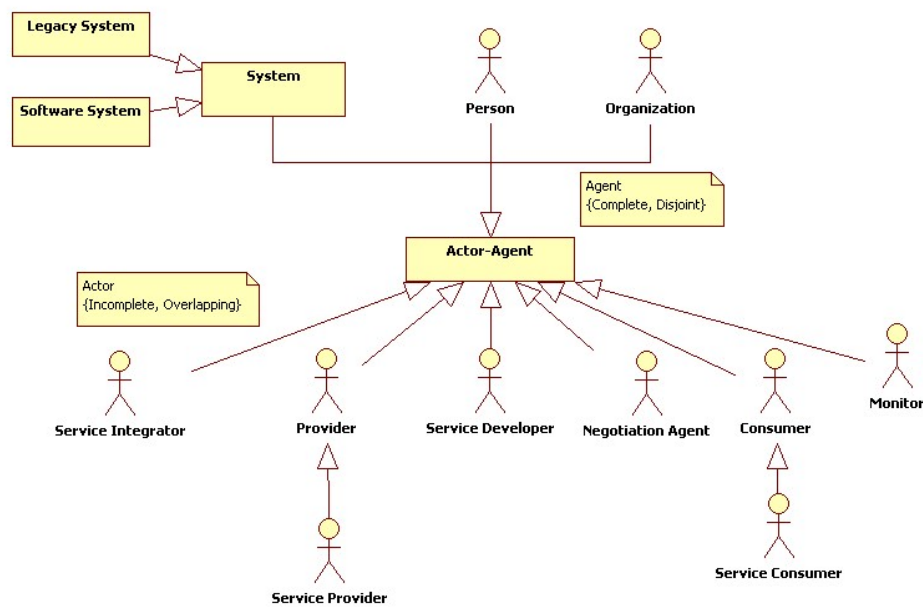 Legacy System
System
Software System
Person
Organization
Agent
{Complete, Disjoint}
Actor-Agent
Actor
{Incomplete, Overlapping}
Service Integrator
Provider
Service Developer
Negotiation Agent
Consumer
Monitor
Service Provider
Service Consumer